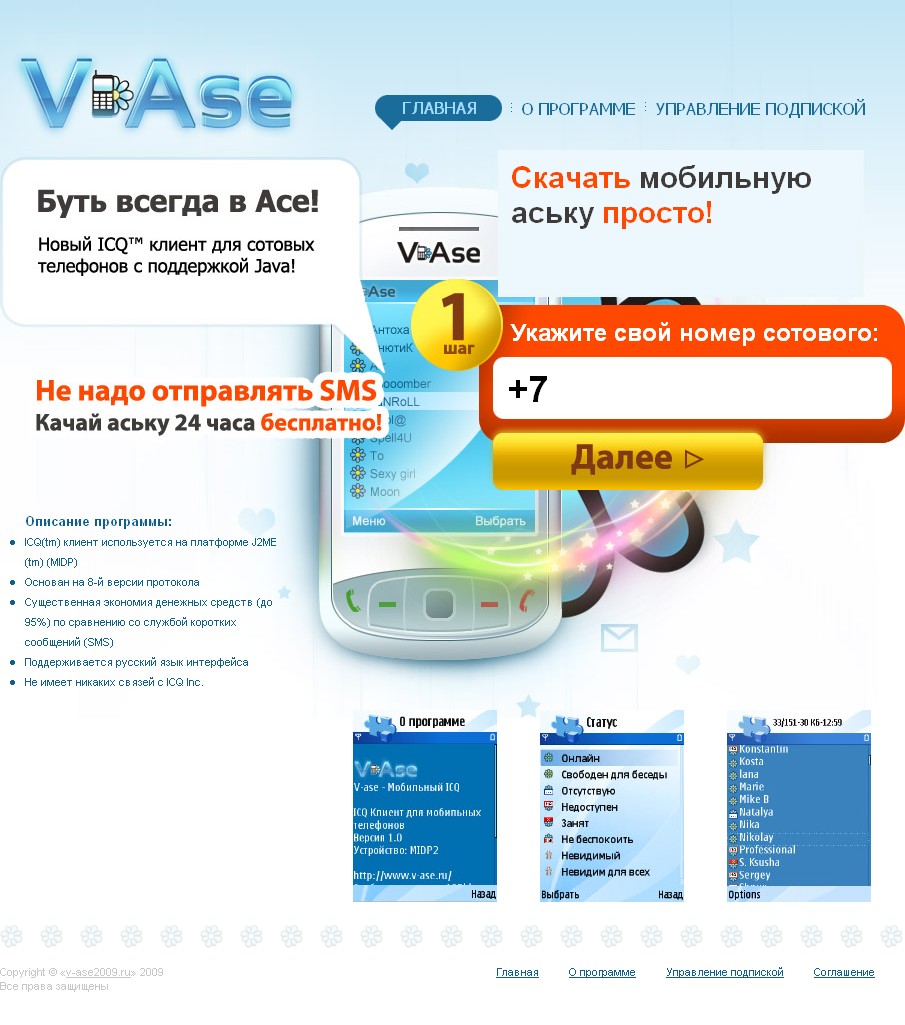 V Ase
ГЛАВНАЯ
О ПРОГРАММЕ
УПРАВЛЕНИЕ ПОДПИСКОЙ
Буть всегда в Асе!
Новый ICQ™ клиент для сотовых
телефонов с поддержкой Java!
Скачать мобильную
аську просто!
V Ase
Ase
Антоха
нютиК
ooomber
NRoLL
ol@
Spell4U
To
Sexy girl
Moon
Меню
Выбрать
1
шаг
Укажите свой номер сотового:
+7
Далее
Не надо отправлять SMS
Качай аську 24 часа бесплатно!
Описание программы:
ICQ(tm) клиент используется на платформе J2ME
(tm) (MIDP)
Основан на 8-й версии протокола
Существенная экономия денежных средств (до
95%) по сравнению со службой коротких
сообщений (SMS)
Поддерживается русский язык интерфейса
Не имеет никаких связей с ICQ Inc.
О программе
V Ase
V-ase - Мобильный ICQ
ICQ Клиент для мобильных
телефонов
Версия 1.0
Устройство: MIDP2
http://www.v-ase.ru/
Назад
Статус
Онлайн
Свободен для беседы
Отсутствую
Недоступен
Занят
Не беспокоить
Невидимый
Невидим для всех
Выбрать
Назад
33/151-30 Кб-12:59
Konstantin
Kosta
lana
Marie
Mike B
Natalya
Nika
Nikolay
Professional
S. Ksusha
Sergey
Options
Copyright © «v-ase2009.ru» 2009
Все права защищены
Главная
О программе
Управление подпиской
Соглашение